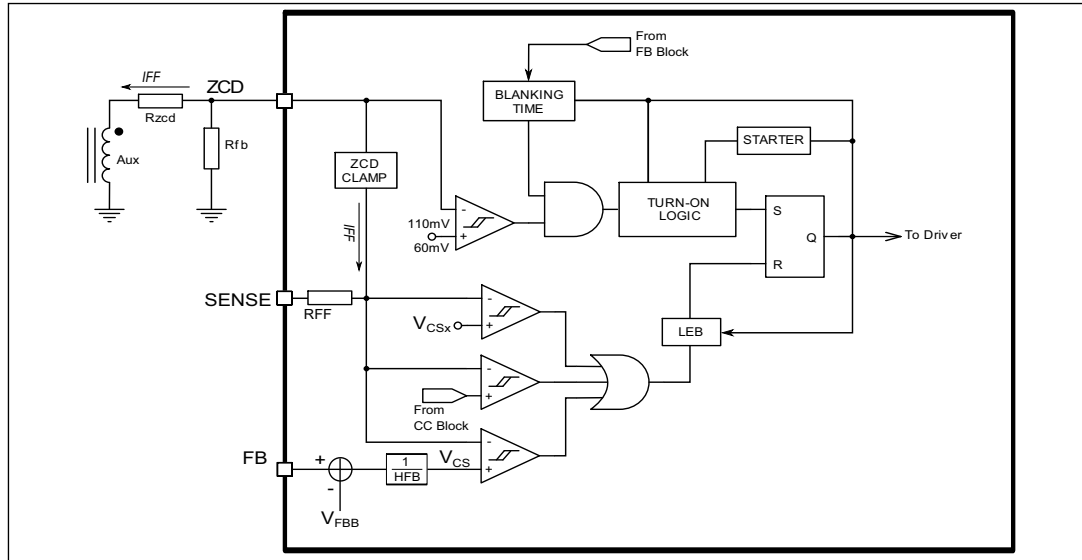 From
FB Block
IFF
ZCD
BLANKING
TIME
Rzcd
STARTER
Aux
Rfb
ZCD
CLAMP
TURN-ON
LOGIC
-
+
110mV
60mV
S
Q
R
To Driver
IFF
SENSE
RFF
-
+
VCSx
LEB
-
+
From
CC Block
-
+
FB
+
-
1
HFB
VCS
VFBB